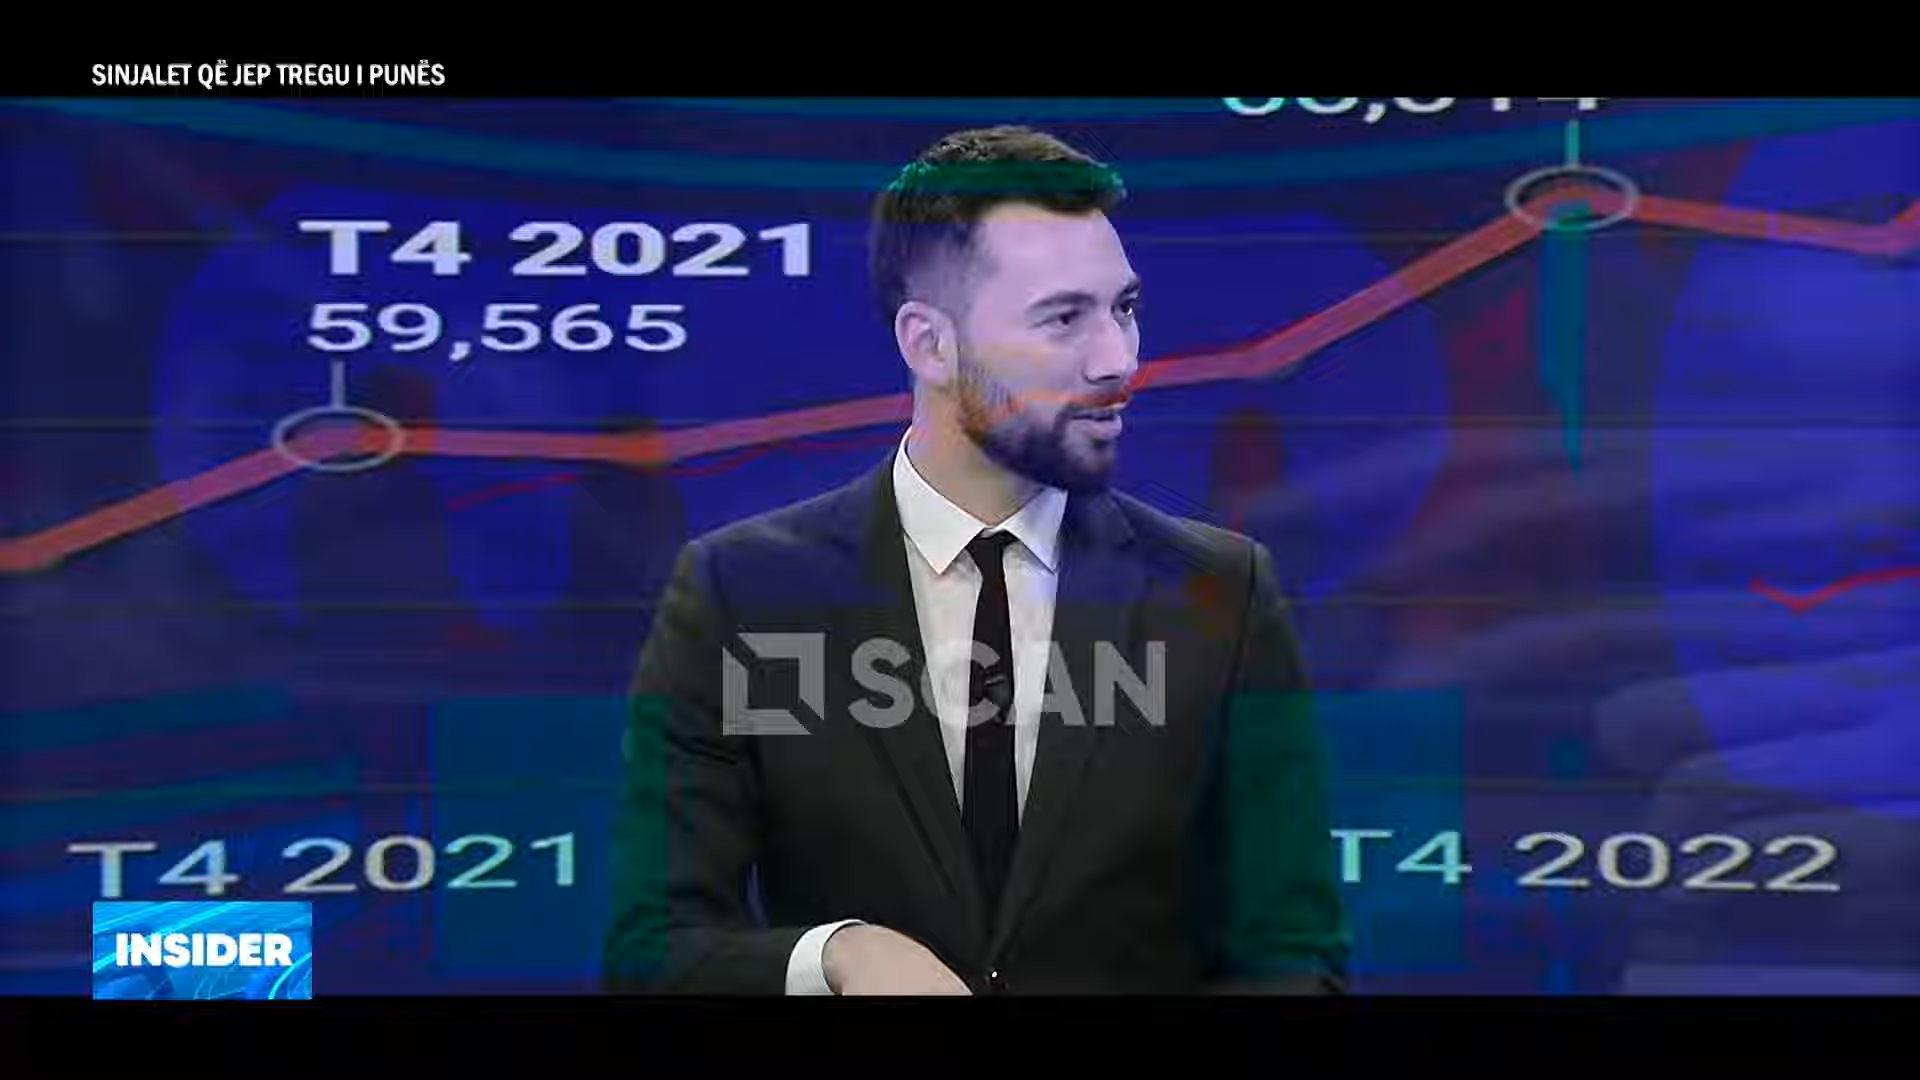 SINJALET QË JEP TREGU I PUNËS
T4 2021
59,565
SCAN
T4 2021
T4 2022
INSIDER